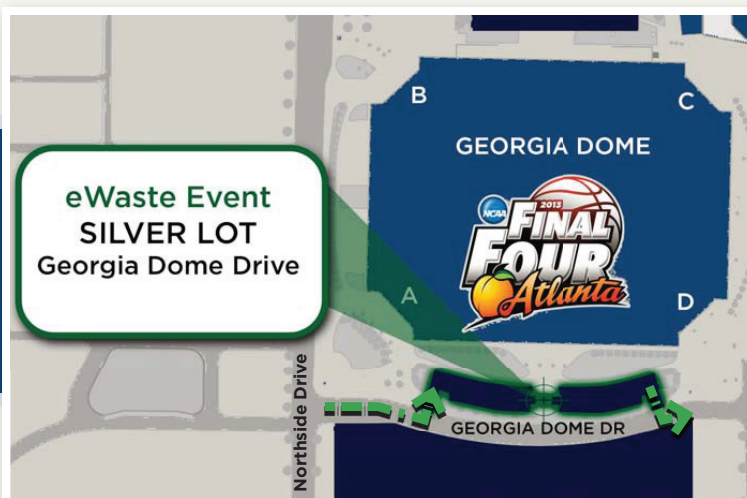 B
C
GEORGIA DOME
eWaste Event
SILVER LOT
Georgia Dome Drive
NCAA
2013
FINAL
FOUR
Atlanta
A
D
Northside Drive
GEORGIA DOME DR